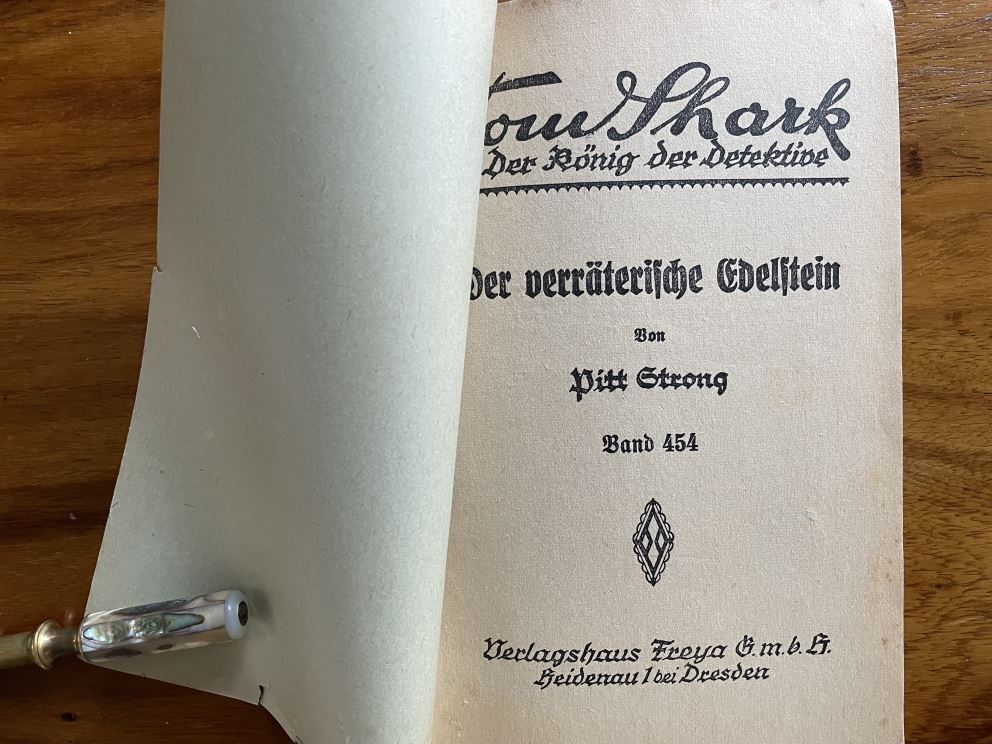 Tom Shark
Der König der Detektive
Der verräterische Edelstein
Von
Pitt Strong
Band 454
Verlagshaus Freya G. m. b. H.
Heidenau 1 bei Dresden